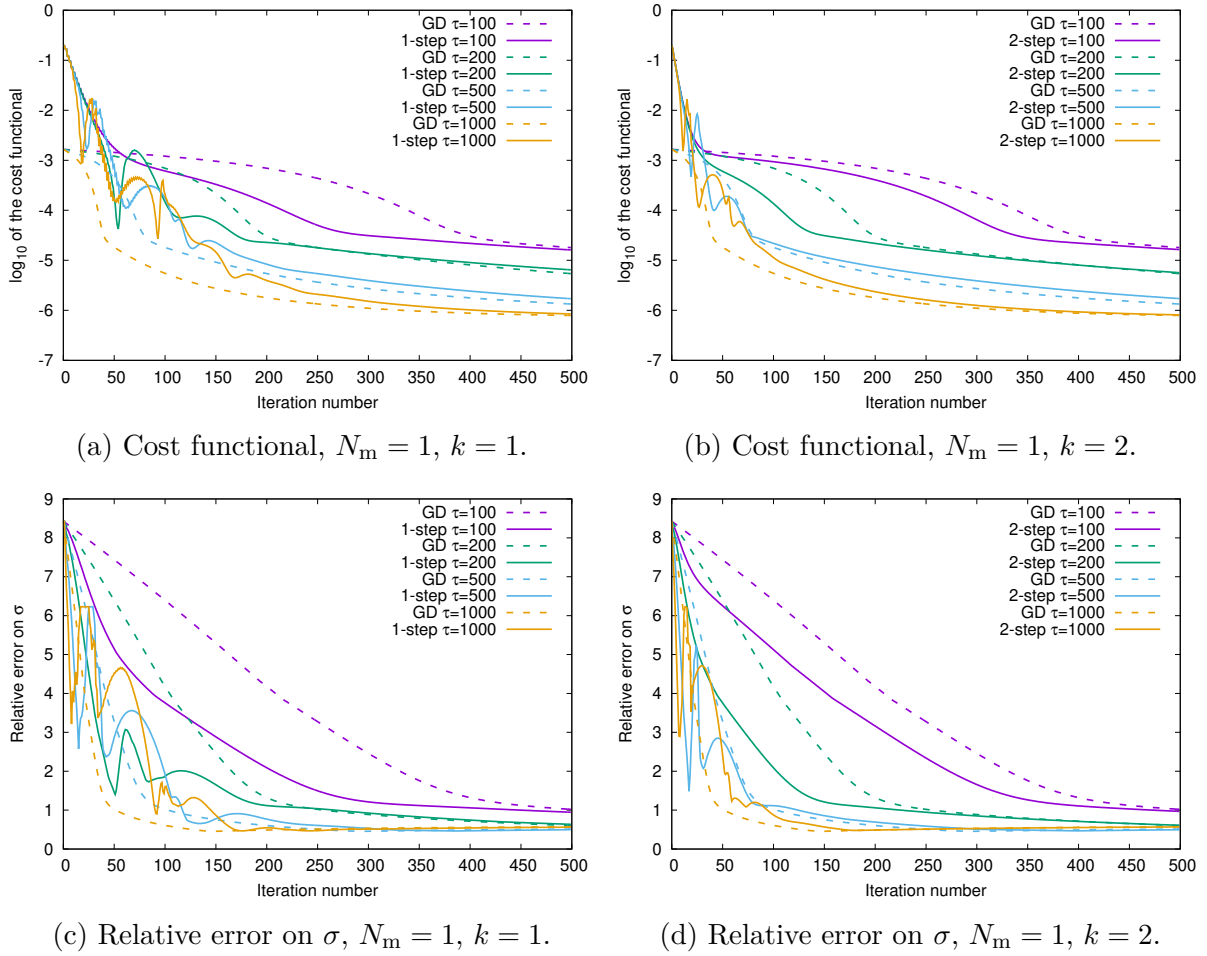 0
-1
-2
-3
-4
-5
-6
-7
log₁₀ of the cost functional
GD τ=100
1-step τ=100
GD τ=200
1-step τ=200
GD τ=500
1-step τ=500
GD τ=1000
1-step τ=1000
0 50 100 150 200 250 300 350 400 450 500
Iteration number
(a) Cost functional, Nₘ = 1, k = 1.
0
-1
-2
-3
-4
-5
-6
-7
log₁₀ of the cost functional
GD τ=100
2-step τ=100
GD τ=200
2-step τ=200
GD τ=500
2-step τ=500
GD τ=1000
2-step τ=1000
0 50 100 150 200 250 300 350 400 450 500
Iteration number
(b) Cost functional, Nₘ = 1, k = 2.
9
8
7
6
5
4
3
2
1
0
Relative error on σ
GD τ=100
1-step τ=100
GD τ=200
1-step τ=200
GD τ=500
1-step τ=500
GD τ=1000
1-step τ=1000
0 50 100 150 200 250 300 350 400 450 500
Iteration number
(c) Relative error on σ, Nₘ = 1, k = 1.
9
8
7
6
5
4
3
2
1
0
Relative error on σ
GD τ=100
2-step τ=100
GD τ=200
2-step τ=200
GD τ=500
2-step τ=500
GD τ=1000
2-step τ=1000
0 50 100 150 200 250 300 350 400 450 500
Iteration number
(d) Relative error on σ, Nₘ = 1, k = 2.